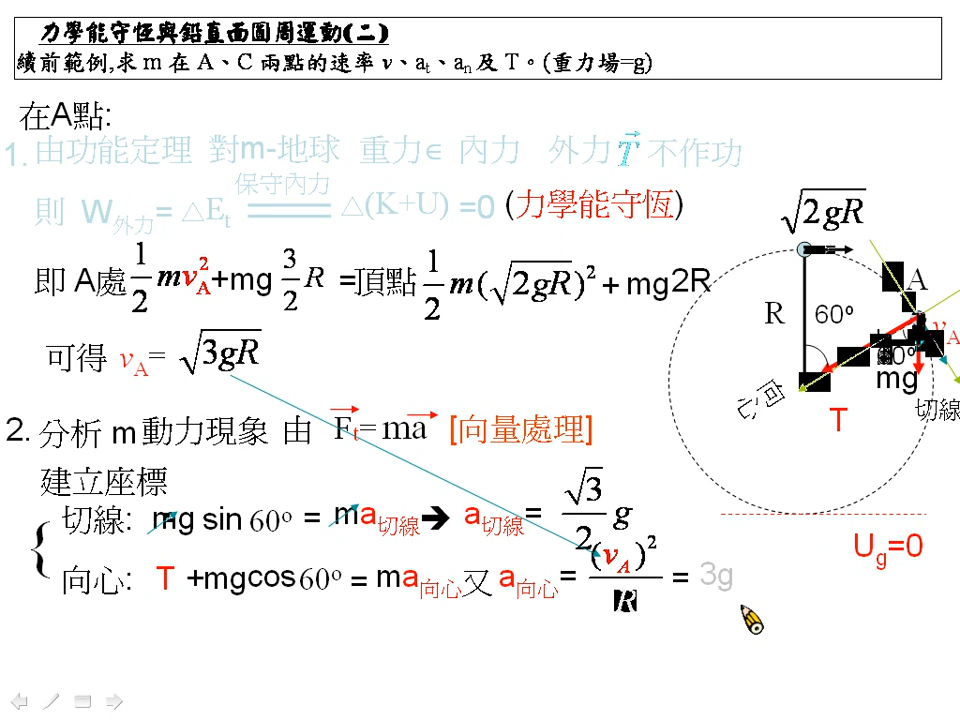 力學能守恆與鉛直面圓周運動(二)
續前範例,求 m 在 A、C 兩點的速率 v、at、an 及 T。(重力場=g)
在A點:
1. 由功能定理 對m-地球 重力∈ 內力 外力 T 不作功
則 W外力= △Et 保守內力 △(K+U) =0 (力學能守恆)
即 A處 1/2 mvA² +mg 3/2 R =頂點 1/2 m(√2gR)² + mg2R
可得 vA= √3gR
2. 分析 m 動力現象 由 Ft=ma [向量處理]
建立座標
切線: mg sin 60º = ma切線 a切線= √3/2 g
向心: T +mgcos60º = ma向心 又 a向心= (vA)²/R = 3g
√2gR
R
60º
A
vA
mg
向心
T
切線
Ug=0